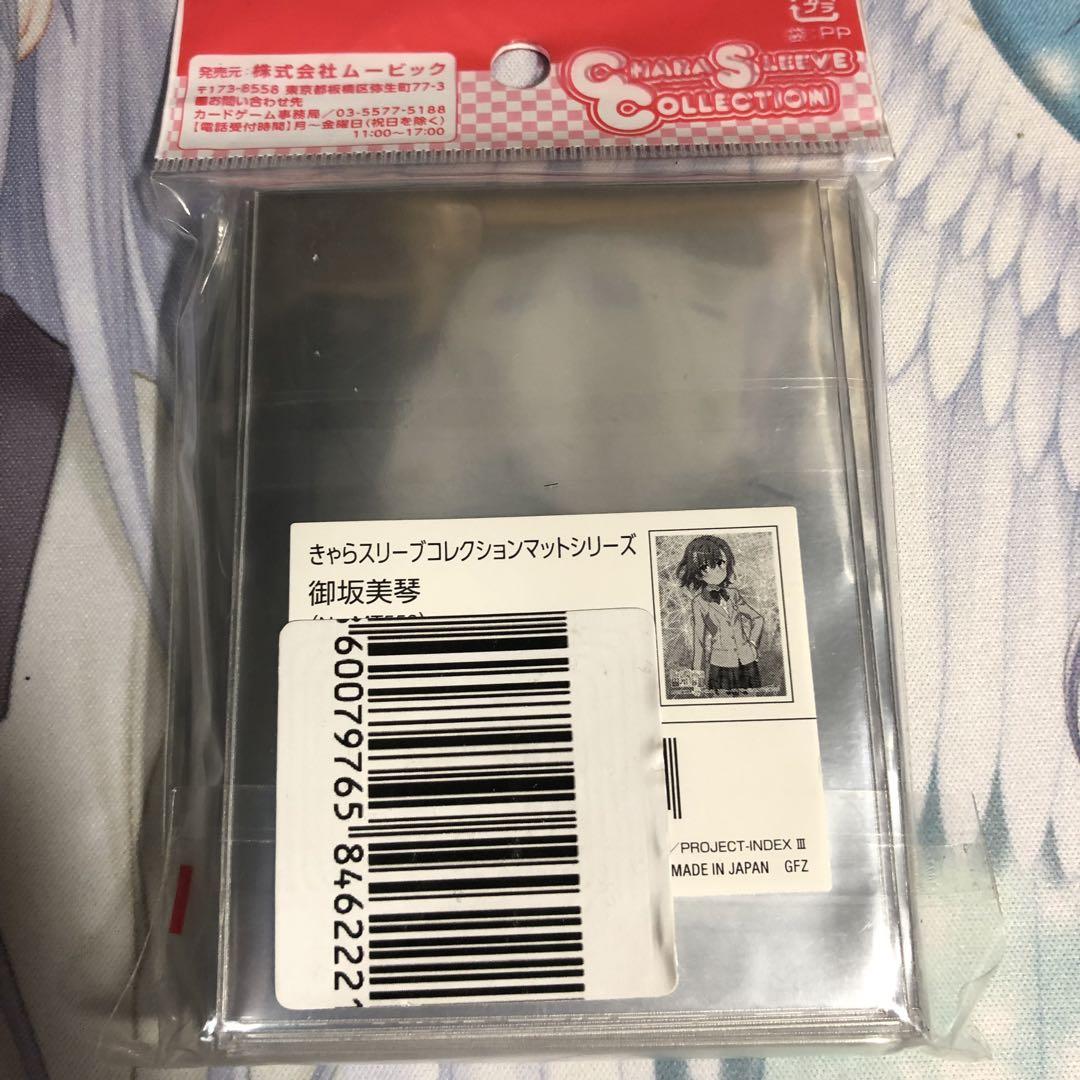 プラ
袋:PP
発売元:株式会社ムービック
〒173-8558 東京都板橋区弥生町77-3
■お問い合わせ先
カードゲーム事務局/03-5577-5188
【電話受付時間】月~金曜日(祝日を除く)
11:00~17:00
CHARA SLEEVE
COLLECTION
きゃらスリーブコレクションマットシリーズ
御坂美琴
/PROJECT-INDEX Ⅲ
MADE IN JAPAN GFZ
60079765 846222